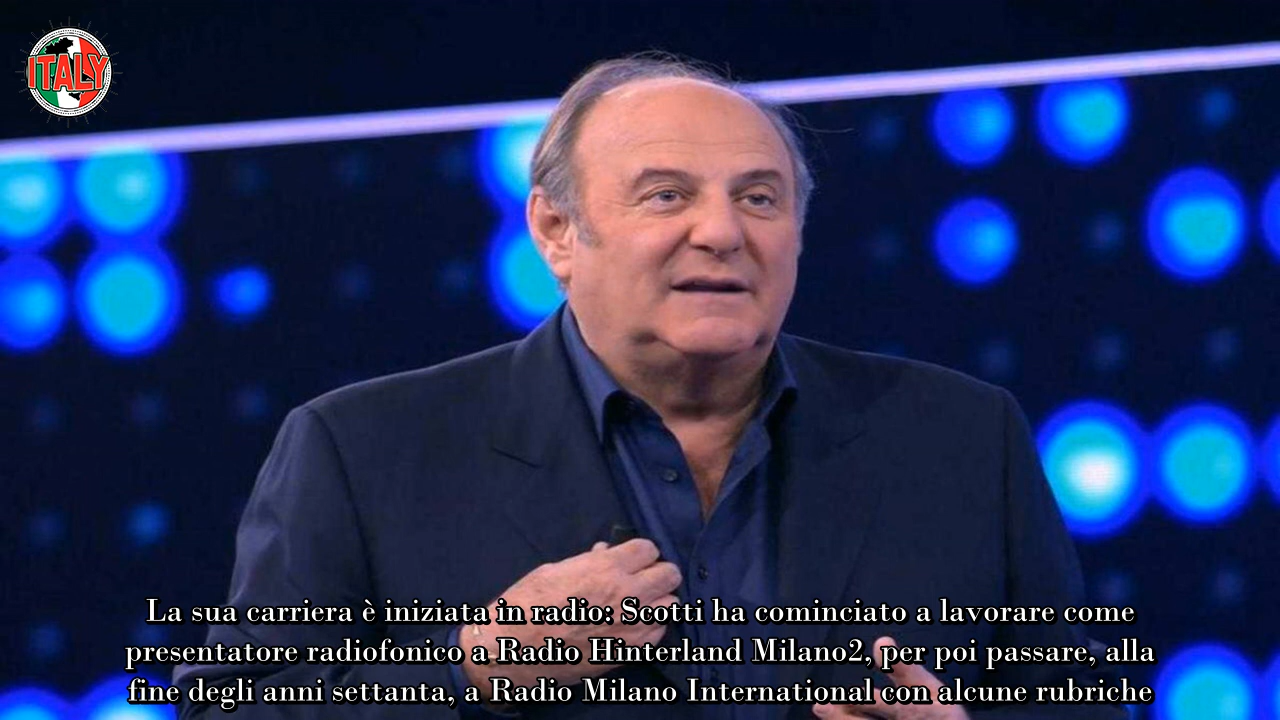 ITALY
La sua carriera è iniziata in radio: Scotti ha cominciato a lavorare come
presentatore radiofonico a Radio Hinterland Milano2, per poi passare, alla
fine degli anni settanta, a Radio Milano International con alcune rubriche